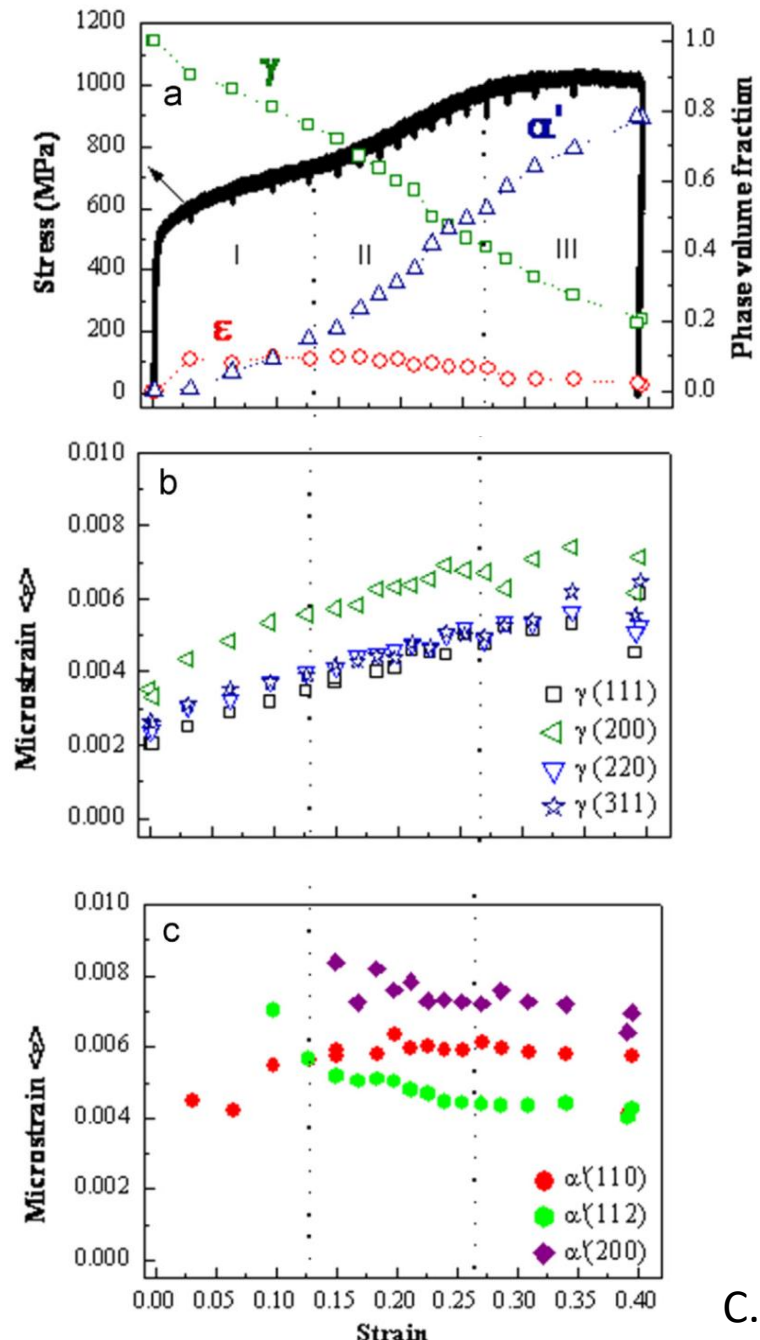 1200
1000
800
600
400
200
0
Stress (MPa)
a
γ
α'
ε
I
II
III
1.0
0.8
0.6
0.4
0.2
0.0
Phase volume fraction
0.010
0.008
0.006
0.004
0.002
0.000
Microstrain <ε>
b
γ(111)
γ(200)
γ(220)
γ(311)
0.010
0.008
0.006
0.004
0.002
0.000
Microstrain <ε>
c
α'(110)
α'(112)
α'(200)
0.00 0.05 0.10 0.15 0.20 0.25 0.30 0.35 0.40
Strain
C.